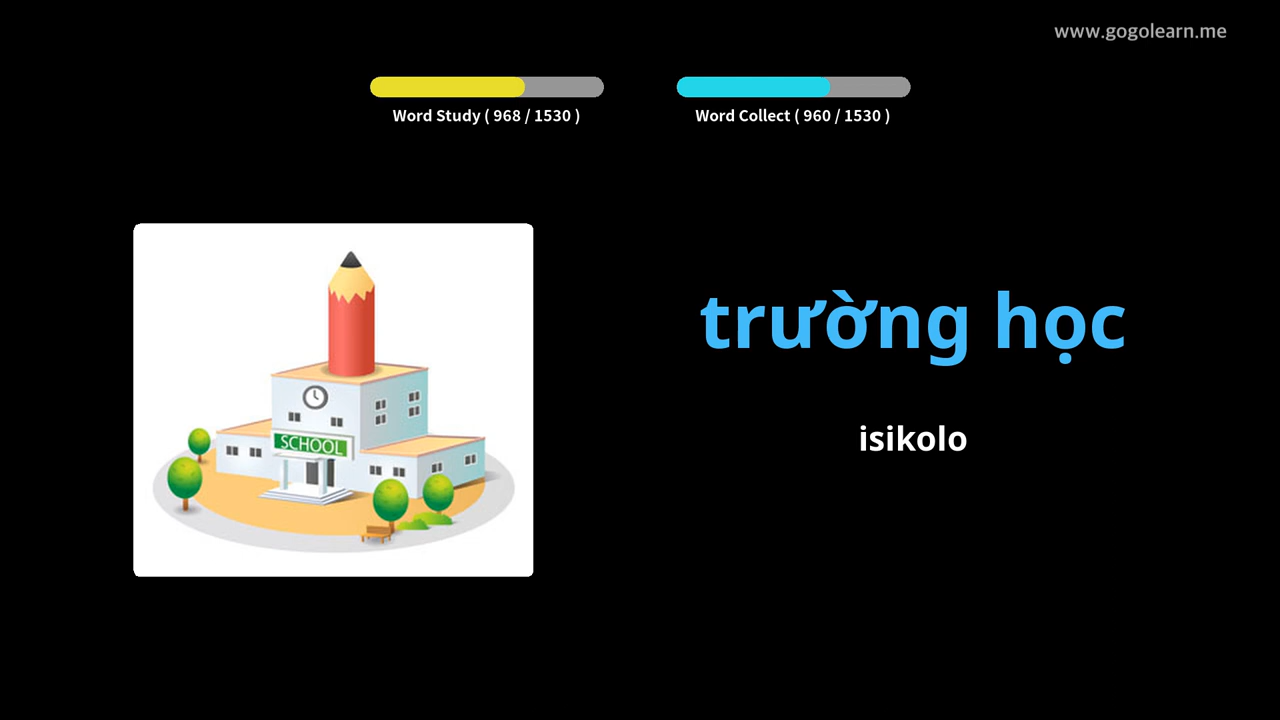 www.gogolearn.me
Word Study ( 968 / 1530 )
Word Collect ( 960 / 1530 )
SCHOOL
trường học
isikolo